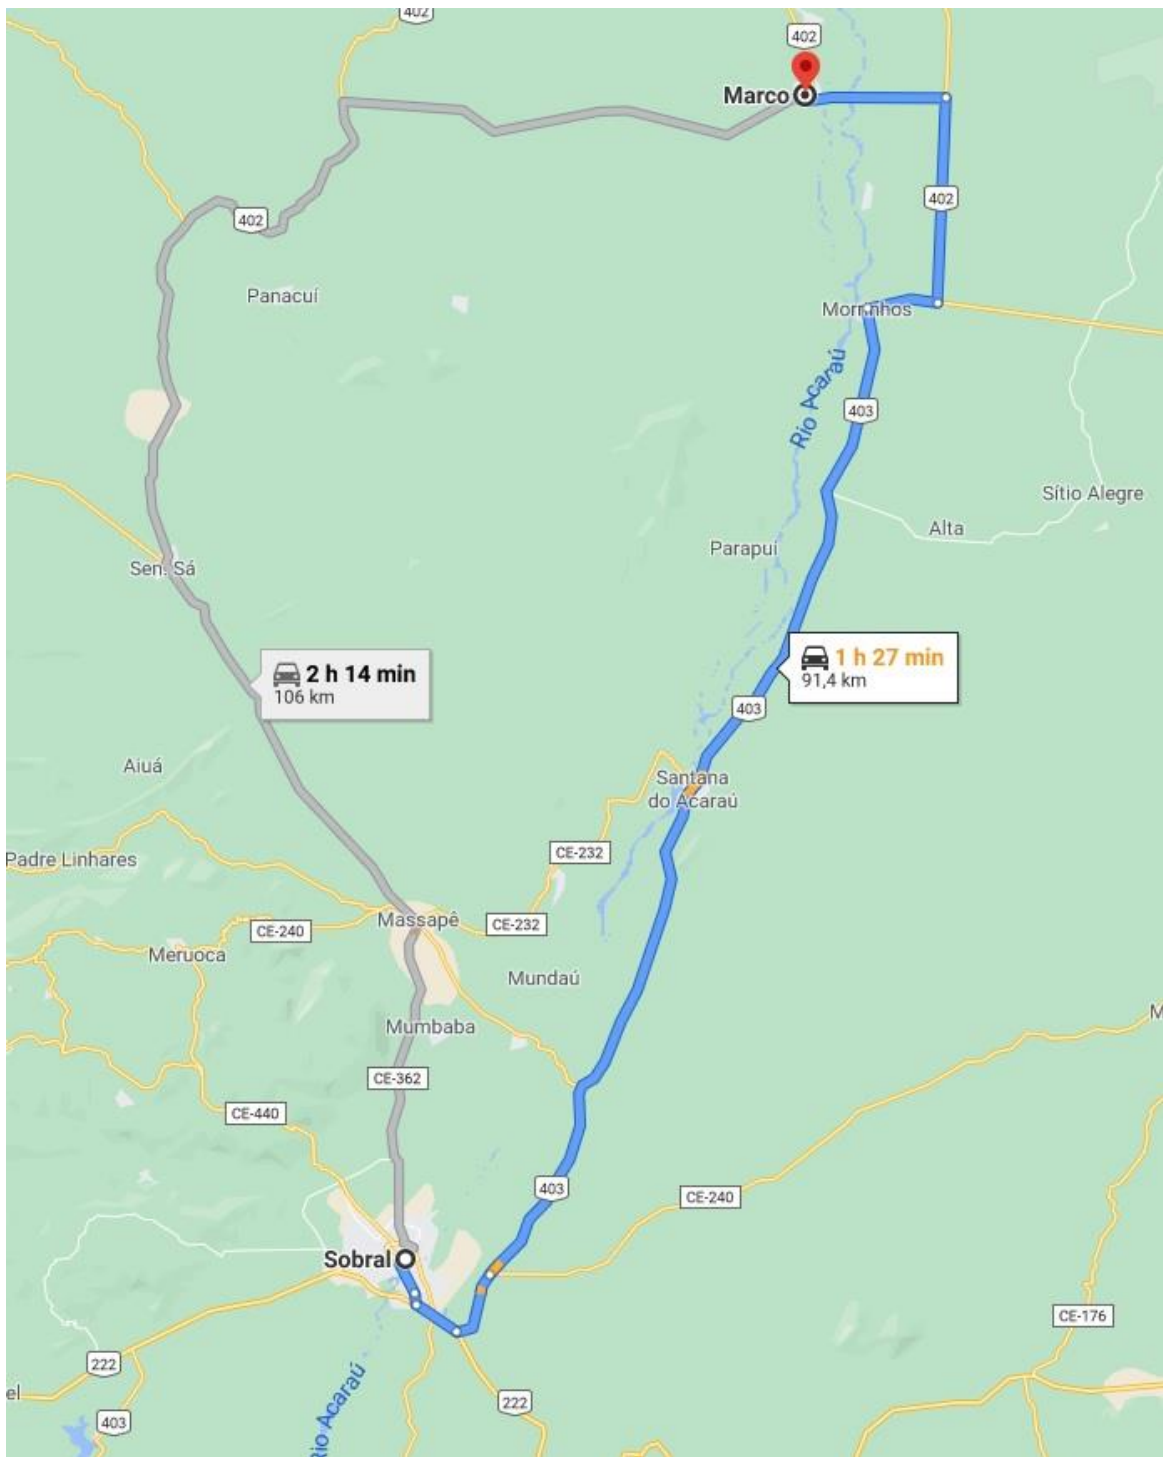 402
402
Marco
402
402
Panacuí
Morrinhos
Rio Acaraú
403
Sítio Alegre
Alta
Parapuí
Sen. Sá
1 h 27 min
91,4 km
2 h 14 min
106 km
403
Aiuá
Santana
do Acaraú
CE-232
Padre Linhares
Massapê
CE-232
CE-240
Meruoca
Mundaú
M
Mumbaba
CE-362
CE-440
403
CE-240
Sobral
CE-176
222
Rio Acaraú
el
222
403